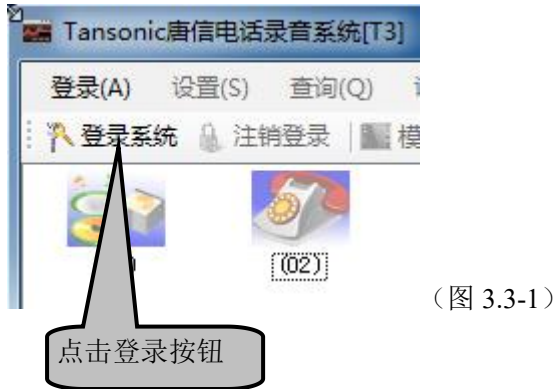 Tansonic唐信电话录音系统[T3]
登录(A) 设置(S) 查询(Q)
登录系统 注销登录 模
(02)
(图 3.3-1)
点击登录按钮